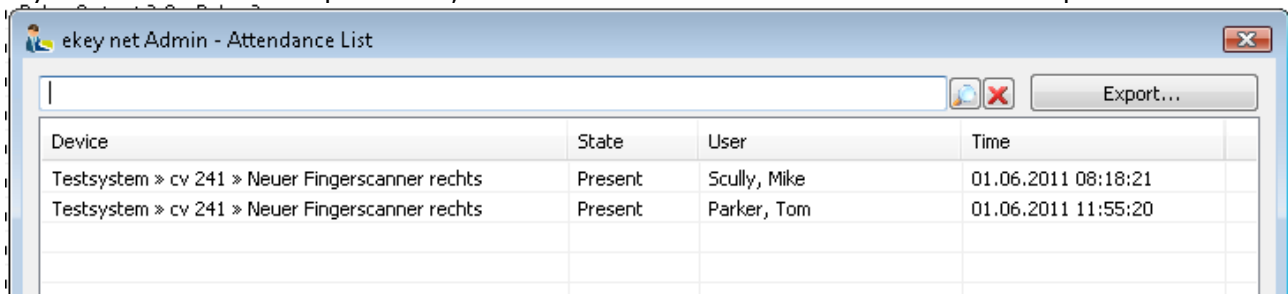 ekey net Admin - Attendance List
Export...
Device State User Time
Testsystem » cv 241 » Neuer Fingerscanner rechts Present Scully, Mike 01.06.2011 08:18:21
Testsystem » cv 241 » Neuer Fingerscanner rechts Present Parker, Tom 01.06.2011 11:55:20